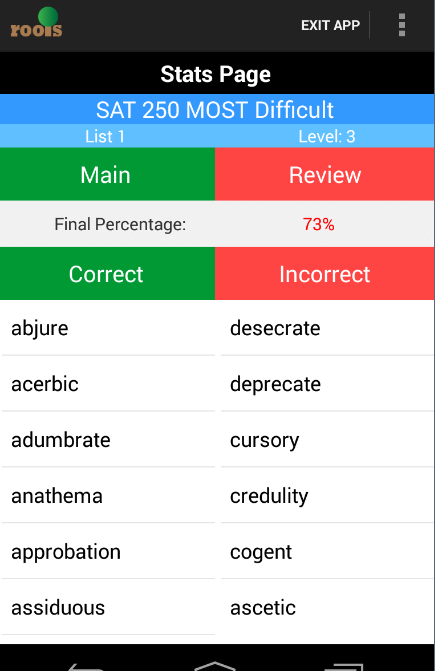 roots
EXIT APP
Stats Page
SAT 250 MOST Difficult
List 1 Level: 3
Main Review
Final Percentage: 73%
Correct Incorrect
abjure desecrate
acerbic deprecate
adumbrate cursory
anathema credulity
approbation cogent
assiduous ascetic